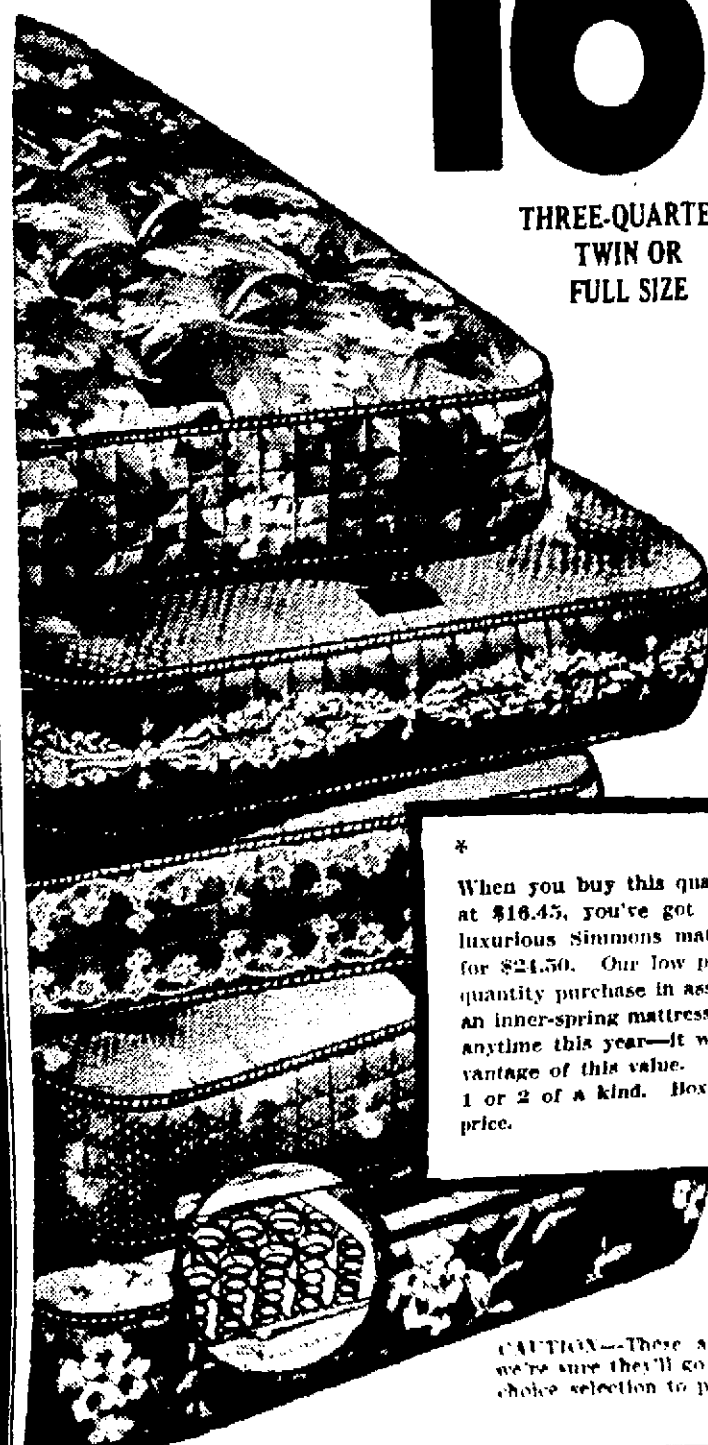 10
THREE-QUARTE
TWIN OR
FULL SIZE
*
When you buy this qua
at $16.45, you've got
luxurious Simmons mat
for $24.50. Our low p
quantity purchase in ass
an inner-spring mattress
anytime this year—it w
vantage of this value.
1 or 2 of a kind. Box
price.
CAUTION—These a
we're sure they'll go
choice selection to p